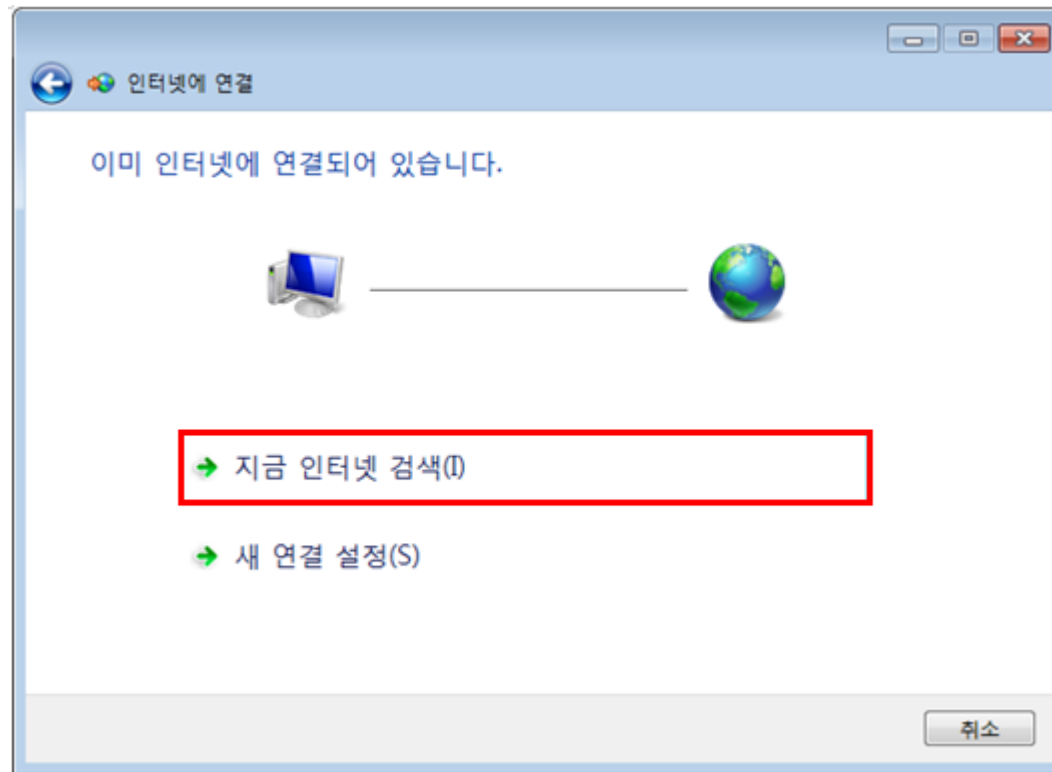 인터넷에 연결
이미 인터넷에 연결되어 있습니다.
지금 인터넷 검색(I)
새 연결 설정(S)
취소